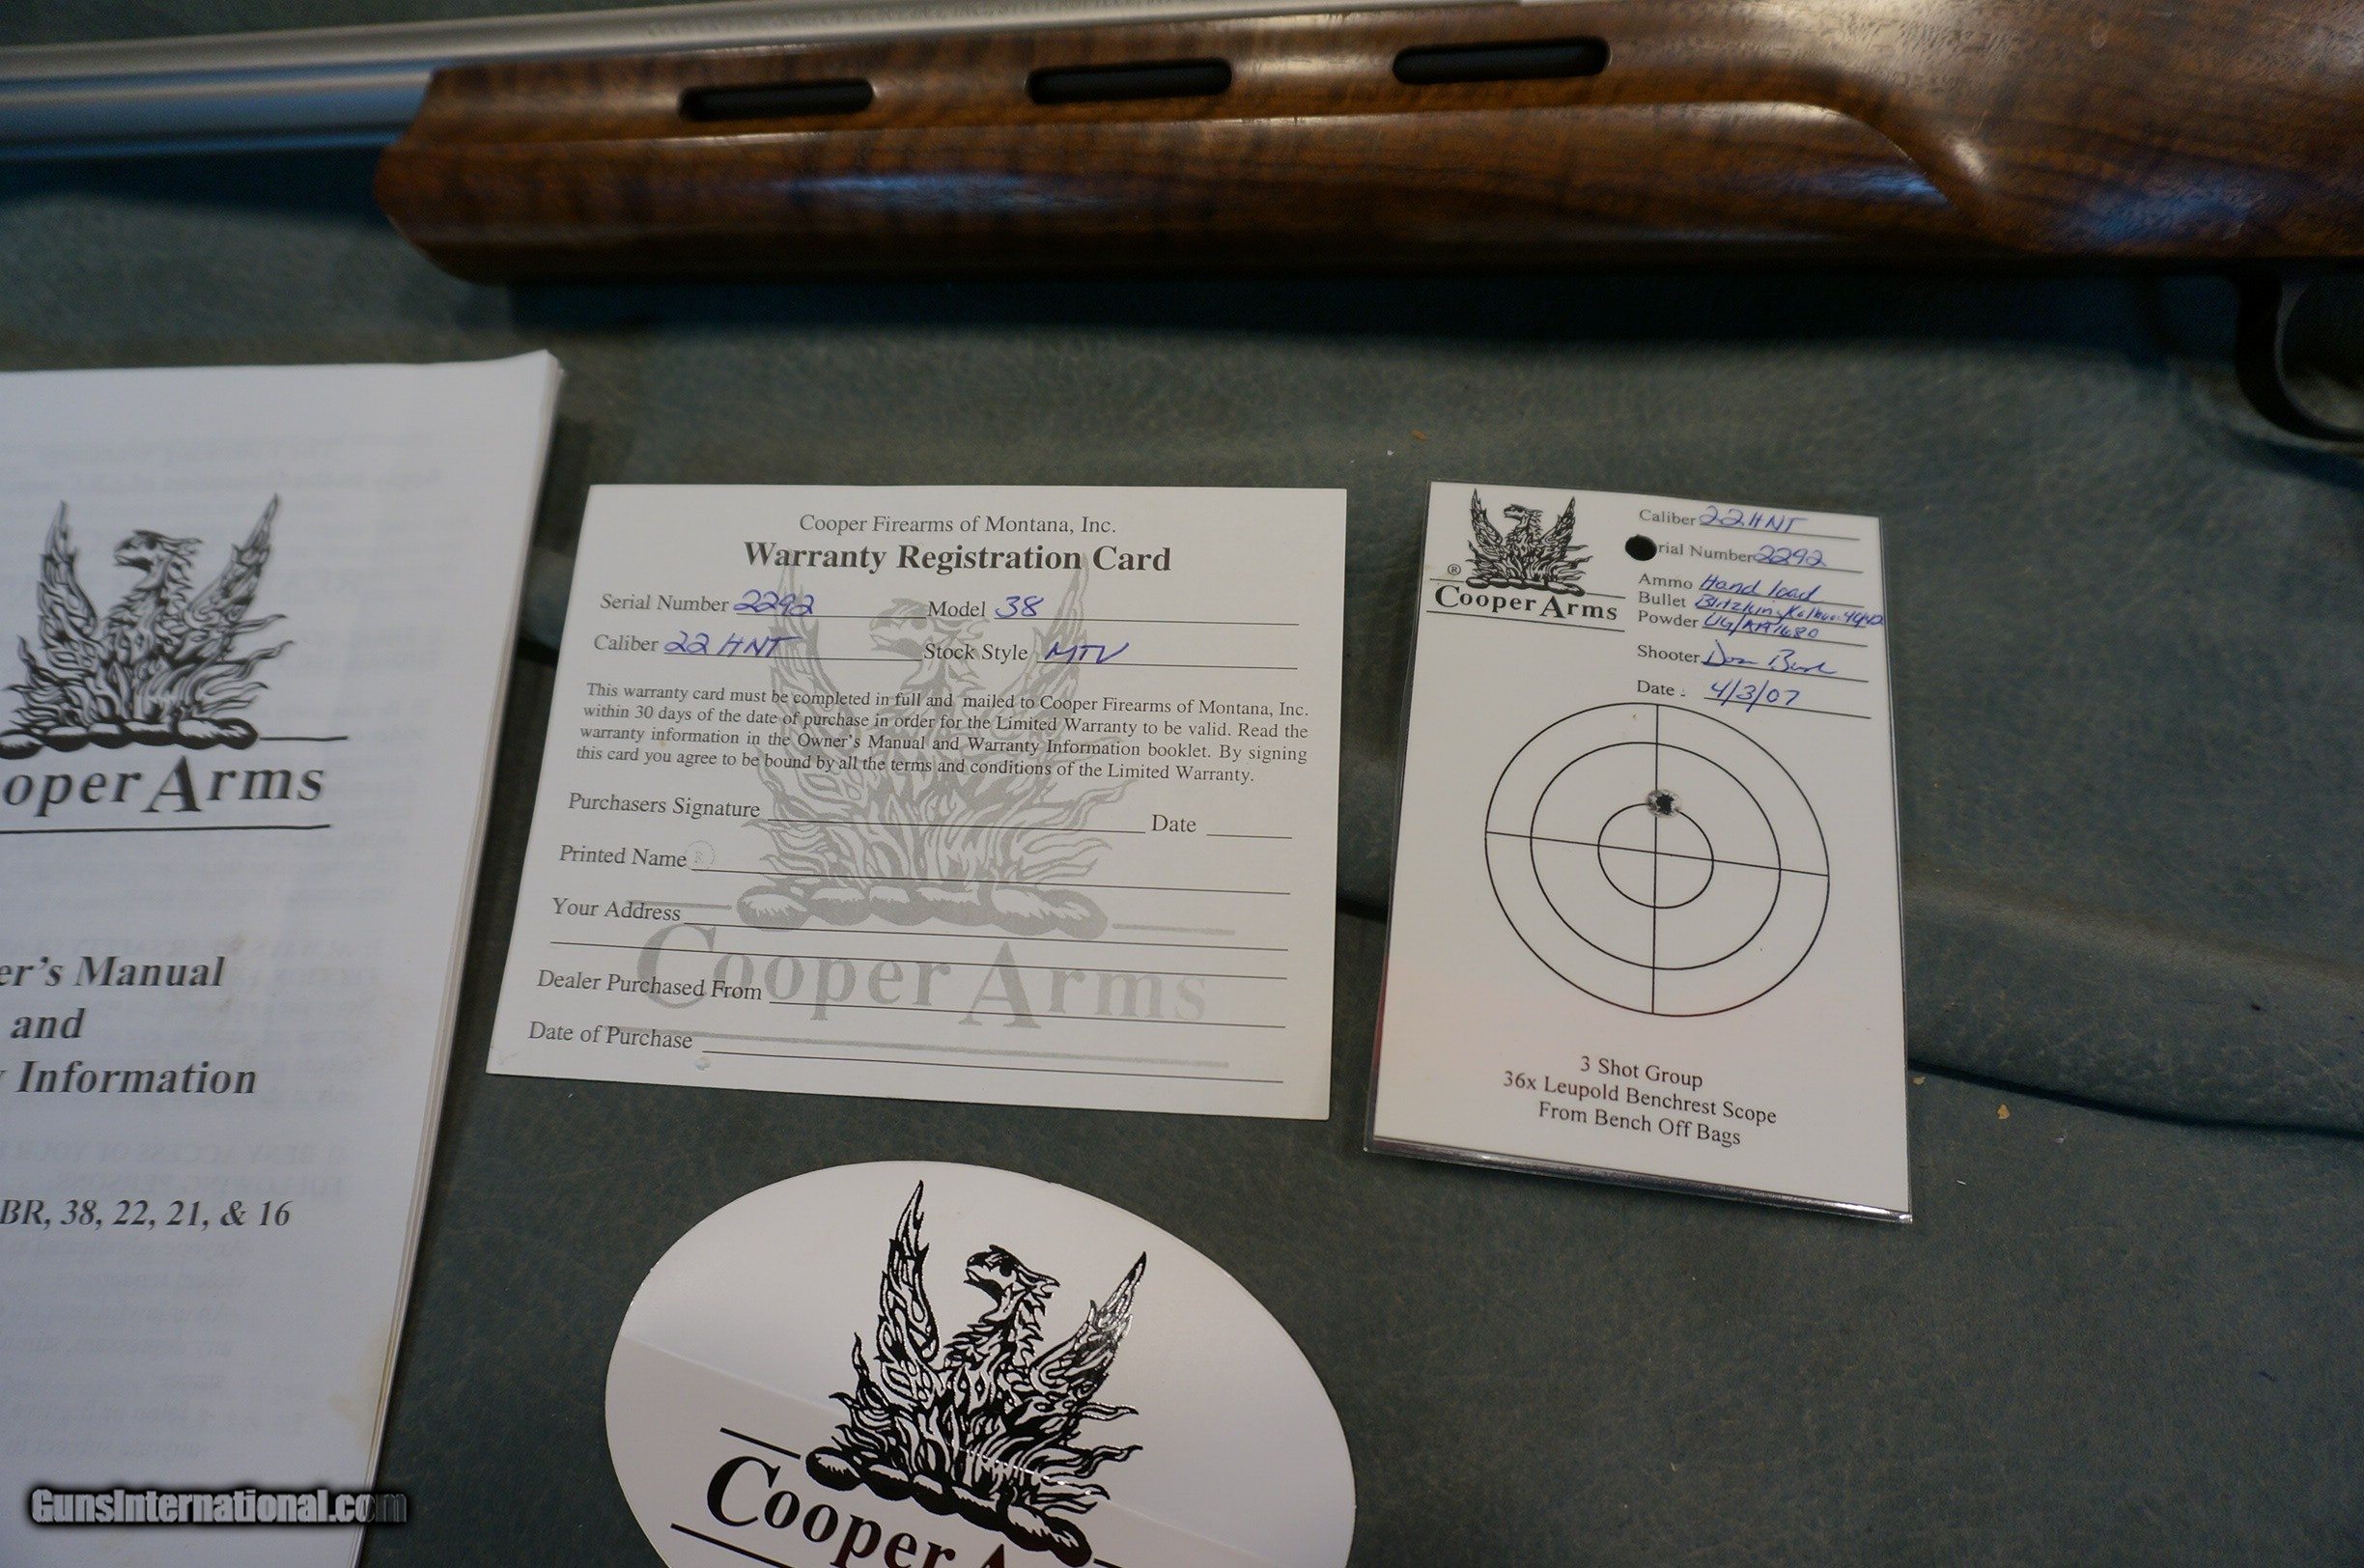 ooper Arms
er's Manual
and
y Information
BR, 38, 22, 21, & 16
Cooper Firearms of Montana, Inc.
Warranty Registration Card
Serial Number 2292 Model 38
Caliber 22 HNT Stock Style MTV
This warranty card must be completed in full and mailed to Cooper Firearms of Montana, Inc.
within 30 days of the date of purchase in order for the Limited Warranty to be valid. Read the
warranty information in the Owner's Manual and Warranty Information booklet. By signing
this card you agree to be bound by all the terms and conditions of the Limited Warranty.
Purchasers Signature Date
Printed Name
Your Address
Dealer Purchased From
Date of Purchase
Cooper Arms
®
Cooper Arms
Caliber 22 HNT
rial Number 2292
Ammo Hand load
Bullet
Powder
Shooter Don
Date: 4/3/07
3 Shot Group
36x Leupold Benchrest Scope
From Bench Off Bags
Cooper A
GunsInternational.com